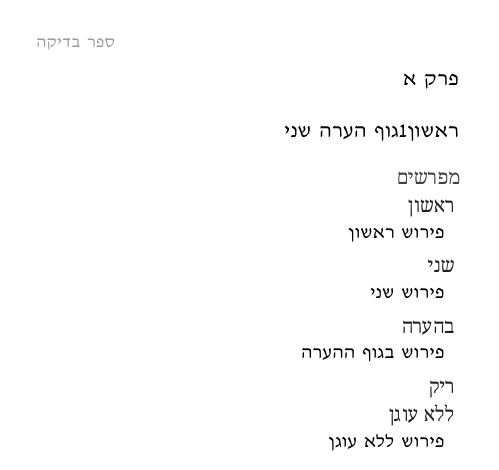 ספר בדיקה
פרק א
ראשון1גוף הערה שני
מפרשים
ראשון
פירוש ראשון
שני
פירוש שני
בהערה
פירוש בגוף ההערה
ריק
ללא עוגן
פירוש ללא עוגן